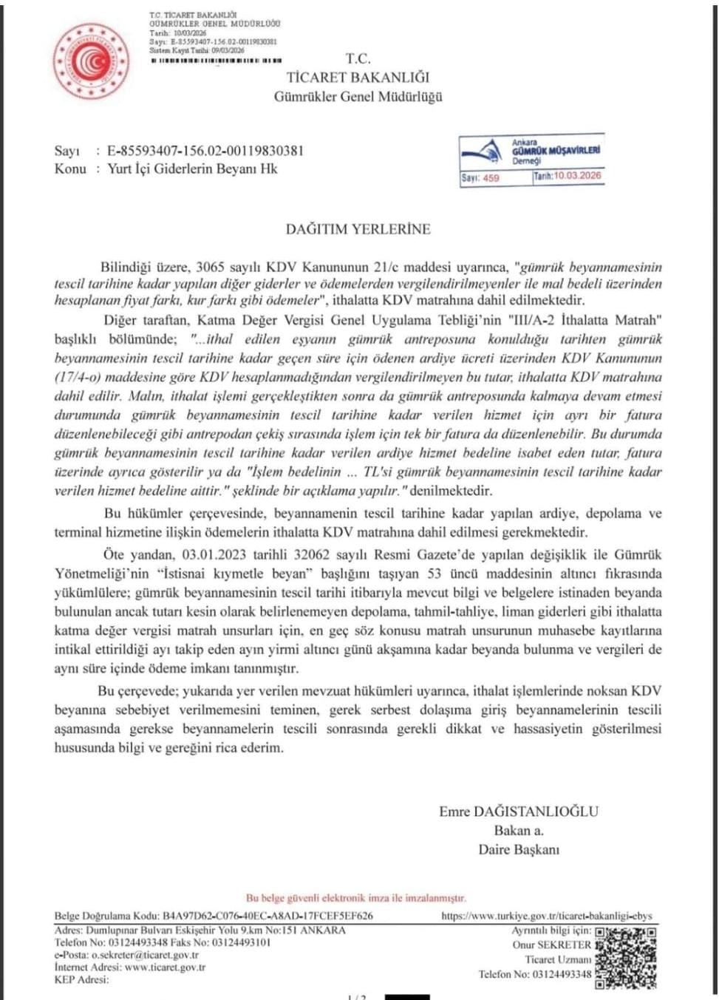 T.C. TİCARET BAKANLIĞI
GÜMRÜKLER GENEL MÜDÜRLÜĞÜ
Tarih: 10/03/2026
Sayı: E-85593407-156.02-00119830381
Sistem Kayıt Tarihi: 09/03/2026
T.C.
TİCARET BAKANLIĞI
Gümrükler Genel Müdürlüğü
Sayı : E-85593407-156.02-00119830381
Konu : Yurt İçi Giderlerin Beyanı Hk
Ankara
GÜMRÜK MÜŞAVİRLERİ
Derneği
Sayı: 459 Tarih:10.03.2026
DAĞITIM YERLERİNE
Bilindiği üzere, 3065 sayılı KDV Kanununun 21/c maddesi uyarınca, "gümrük beyannamesinin
tescil tarihine kadar yapılan diğer giderler ve ödemelerden vergilendirilmeyenler ile mal bedeli üzerinden
hesaplanan fiyat farkı, kur farkı gibi ödemeler", ithalatta KDV matrahına dahil edilmektedir.
Diğer taraftan, Katma Değer Vergisi Genel Uygulama Tebliği'nin "III/A-2 İthalatta Matrah"
başlıklı bölümünde; "...ithal edilen eşyanın gümrük antreposuna konulduğu tarihten gümrük
beyannamesinin tescil tarihine kadar geçen süre için ödenen ardiye ücreti üzerinden KDV Kanununun
(17/4-o) maddesine göre KDV hesaplanmadığından vergilendirilmeyen bu tutar, ithalatta KDV matrahına
dahil edilir. Malın, ithalat işlemi gerçekleştikten sonra da gümrük antreposunda kalmaya devam etmesi
durumunda gümrük beyannamesinin tescil tarihine kadar verilen hizmet için ayrı bir fatura
düzenlenebileceği gibi antrepodan çekiş sırasında işlem için tek bir fatura da düzenlenebilir. Bu durumda
gümrük beyannamesinin tescil tarihine kadar verilen ardiye hizmet bedeline isabet eden tutar, fatura
üzerinde ayrıca gösterilir ya da "İşlem bedelinin ... TL'si gümrük beyannamesinin tescil tarihine kadar
verilen hizmet bedeline aittir." şeklinde bir açıklama yapılır." denilmektedir.
Bu hükümler çerçevesinde, beyannamenin tescil tarihine kadar yapılan ardiye, depolama ve
terminal hizmetine ilişkin ödemelerin ithalatta KDV matrahına dahil edilmesi gerekmektedir.
Öte yandan, 03.01.2023 tarihli 32062 sayılı Resmi Gazete'de yapılan değişiklik ile Gümrük
Yönetmeliği'nin "İstisnai kıymetle beyan" başlığını taşıyan 53 üncü maddesinin altıncı fıkrasında
yükümlülere; gümrük beyannamesinin tescil tarihi itibarıyla mevcut bilgi ve belgelere istinaden beyanda
bulunulan ancak tutarı kesin olarak belirlenemeyen depolama, tahmil-tahliye, liman giderleri gibi ithalatta
katma değer vergisi matrah unsurları için, en geç söz konusu matrah unsurunun muhasebe kayıtlarına
intikal ettirildiği ayı takip eden ayın yirmi altıncı günü akşamına kadar beyanda bulunma ve vergileri de
aynı süre içinde ödeme imkanı tanınmıştır.
Bu çerçevede; yukarıda yer verilen mevzuat hükümleri uyarınca, ithalat işlemlerinde noksan KDV
beyanına sebebiyet verilmemesini teminen, gerek serbest dolaşıma giriş beyannamelerinin tescili
aşamasında gerekse beyannamelerin tescili sonrasında gerekli dikkat ve hassasiyetin gösterilmesi
hususunda bilgi ve gereğini rica ederim.
Emre DAĞISTANLIOĞLU
Bakan a.
Daire Başkanı
Bu belge güvenli elektronik imza ile imzalanmıştır.
Belge Doğrulama Kodu: B4A97D62-C076-40EC-A8AD-17FCEF5EF626 https://www.turkiye.gov.tr/ticaret-bakanligi-ebys
Adres: Dumlupınar Bulvarı Eskişehir Yolu 9.km No:151 ANKARA
Telefon No: 03124493348 Faks No: 03124493101
e-Posta: o.sekreter@ticaret.gov.tr
İnternet Adresi: www.ticaret.gov.tr
KEP Adresi:
Ayrıntılı bilgi için:
Onur SEKRETER
Ticaret Uzmanı
Telefon No: 03124493348
1 / 2